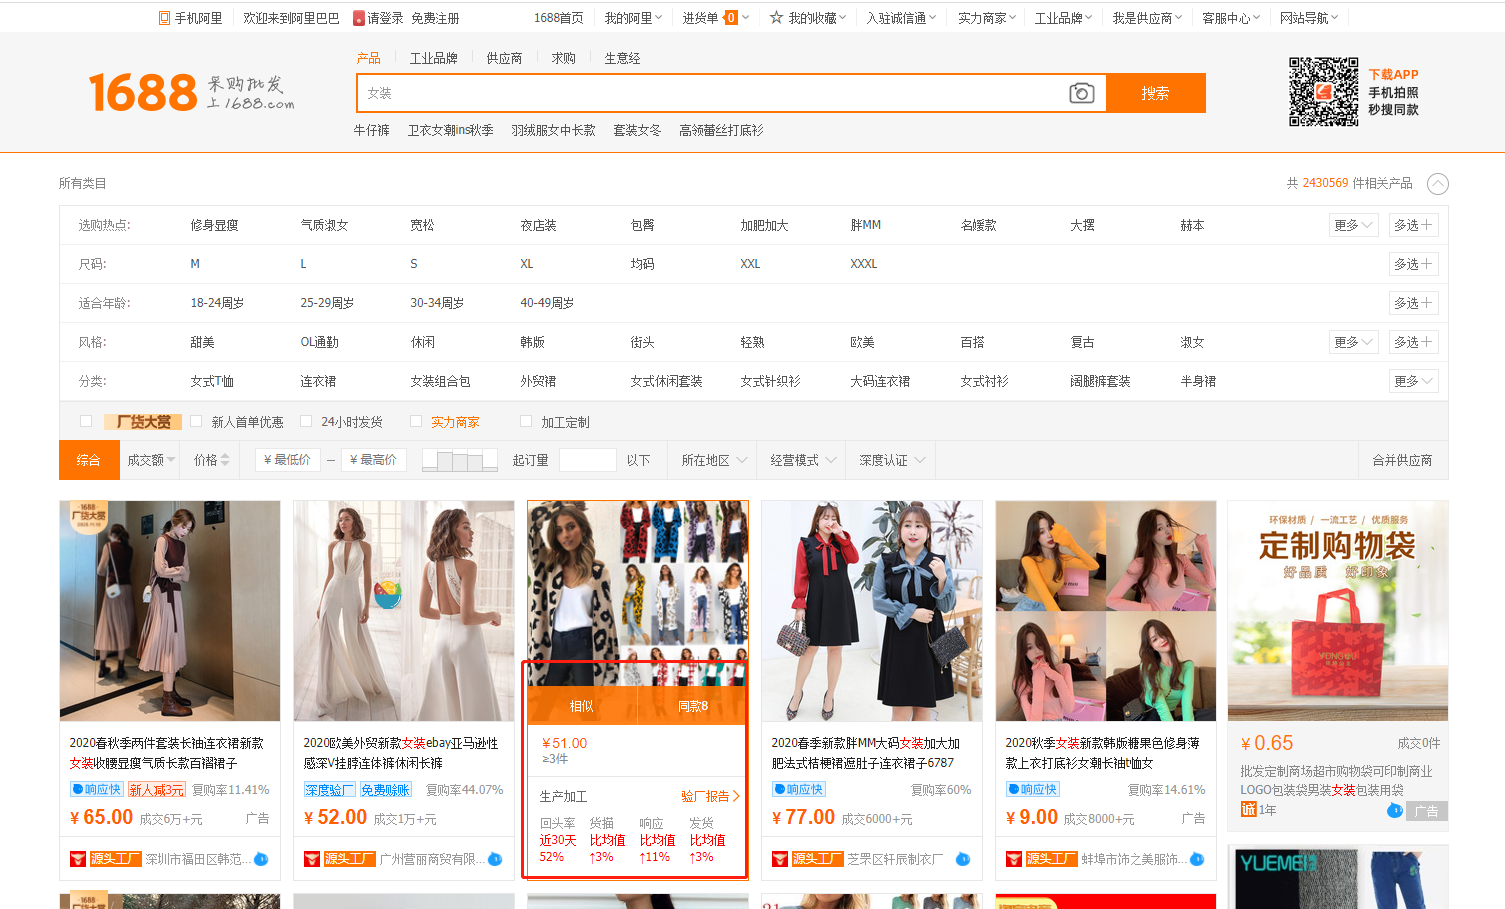 手机阿里 欢迎来到阿里巴巴 请登录 免费注册 1688首页 我的阿里 进货单 0 我的收藏 入驻诚信通 实力商家 工业品牌 我是供应商 客服中心 网站导航
产品 工业品牌 供应商 求购 生意经
1688 采购批发
上1688.com
女装 搜索
牛仔裤 卫衣女潮ins秋季 羽绒服女中长款 套装女冬 高领蕾丝打底衫
下载APP
手机拍照
秒搜同款
所有类目 共 2430569 件相关产品
选购热点: 修身显瘦 气质淑女 宽松 夜店装 包臀 加肥加大 胖MM 名媛款 大摆 赫本 更多 多选
尺码: M L S XL 均码 XXL XXXL 多选
适合年龄: 18-24周岁 25-29周岁 30-34周岁 40-49周岁 多选
风格: 甜美 OL通勤 休闲 韩版 街头 轻熟 欧美 百搭 复古 淑女 更多 多选
分类: 女式T恤 连衣裙 女装组合包 外贸裙 女式休闲套装 女式针织衫 大码连衣裙 女式衬衫 阔腿裤套装 半身裙 更多
厂货大赏 新人首单优惠 24小时发货 实力商家 加工定制
综合 成交额 价格 ¥ 最低价 – ¥ 最高价 起订量 以下 所在地区 经营模式 深度认证 合并供应商
·1688·
厂货大赏
2020春秋季两件套装长袖连衣裙新款
女装收腰显瘦气质长款百褶裙子
响应快 新人减3元 复购率11.41%
¥ 65.00 成交6万+元 广告
源头工厂 深圳市福田区韩范...
2020欧美外贸新款女装ebay亚马逊性
感深V挂脖连体裤休闲长裤
深度验厂 免费赊账 复购率44.07%
¥ 52.00 成交1万+元
源头工厂 广州营丽商贸有限...
相似 同款8
¥51.00
≥3件
生产加工 验厂报告
回头率 货描 响应 发货
近30天 比均值 比均值 比均值
52% ↑3% ↑11% ↑3%
2020春季新款胖MM大码女装加大加
肥法式桔梗裙遮肚子连衣裙子6787
响应快 复购率60%
¥ 77.00 成交6000+元
源头工厂 芝罘区轩辰制衣厂
2020秋季女装新款韩版糖果色修身薄
款上衣打底衫女潮长袖t恤女
响应快 复购率14.61%
¥ 9.00 成交8000+元 广告
源头工厂 蚌埠市饰之美服饰...
环保材质 / 一流工艺 / 优质服务
定制购物袋
好品质 好印象
¥ 0.65 成交0件
批发定制商场超市购物袋可印制商业
LOGO包装袋男装女装包装用袋
诚 1年 广告
·1688·
YUEMEI